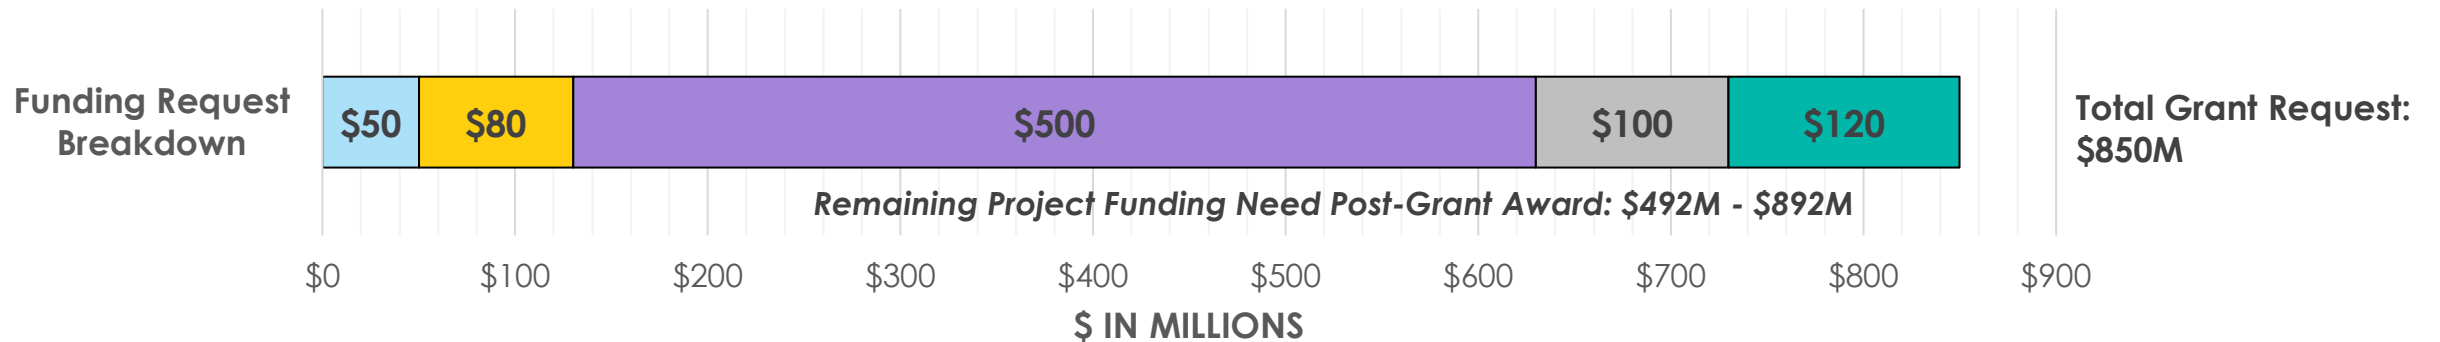 Funding Request
Breakdown
$50
$80
$500
$100
$120
Total Grant Request:
$850M
Remaining Project Funding Need Post-Grant Award: $492M - $892M
$0
$100
$200
$300
$400
$500
$600
$700
$800
$900
$ IN MILLIONS